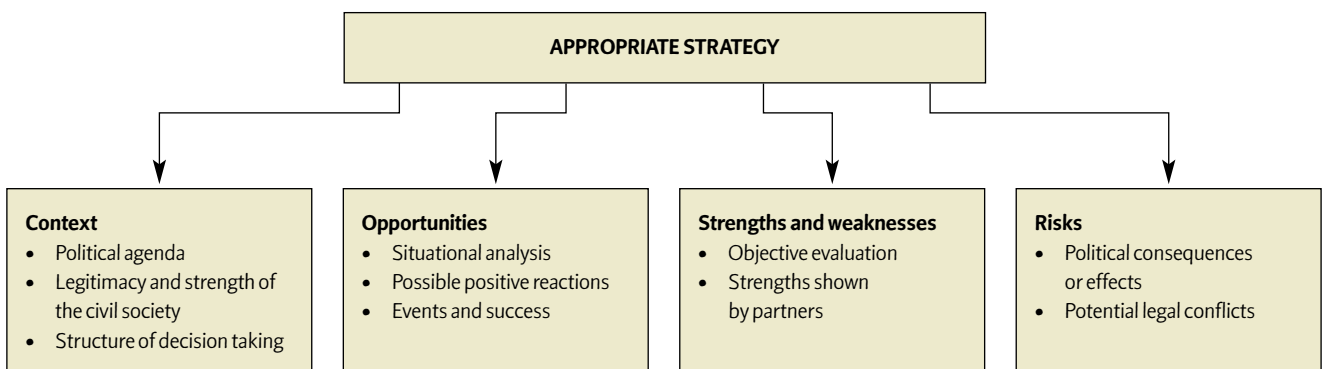 APPROPRIATE STRATEGY
Context
• Political agenda
• Legitimacy and strength of
the civil society
• Structure of decision taking
Opportunities
• Situational analysis
• Possible positive reactions
• Events and success
Strengths and weaknesses
• Objective evaluation
• Strengths shown
by partners
Risks
• Political consequences
or effects
• Potential legal conflicts